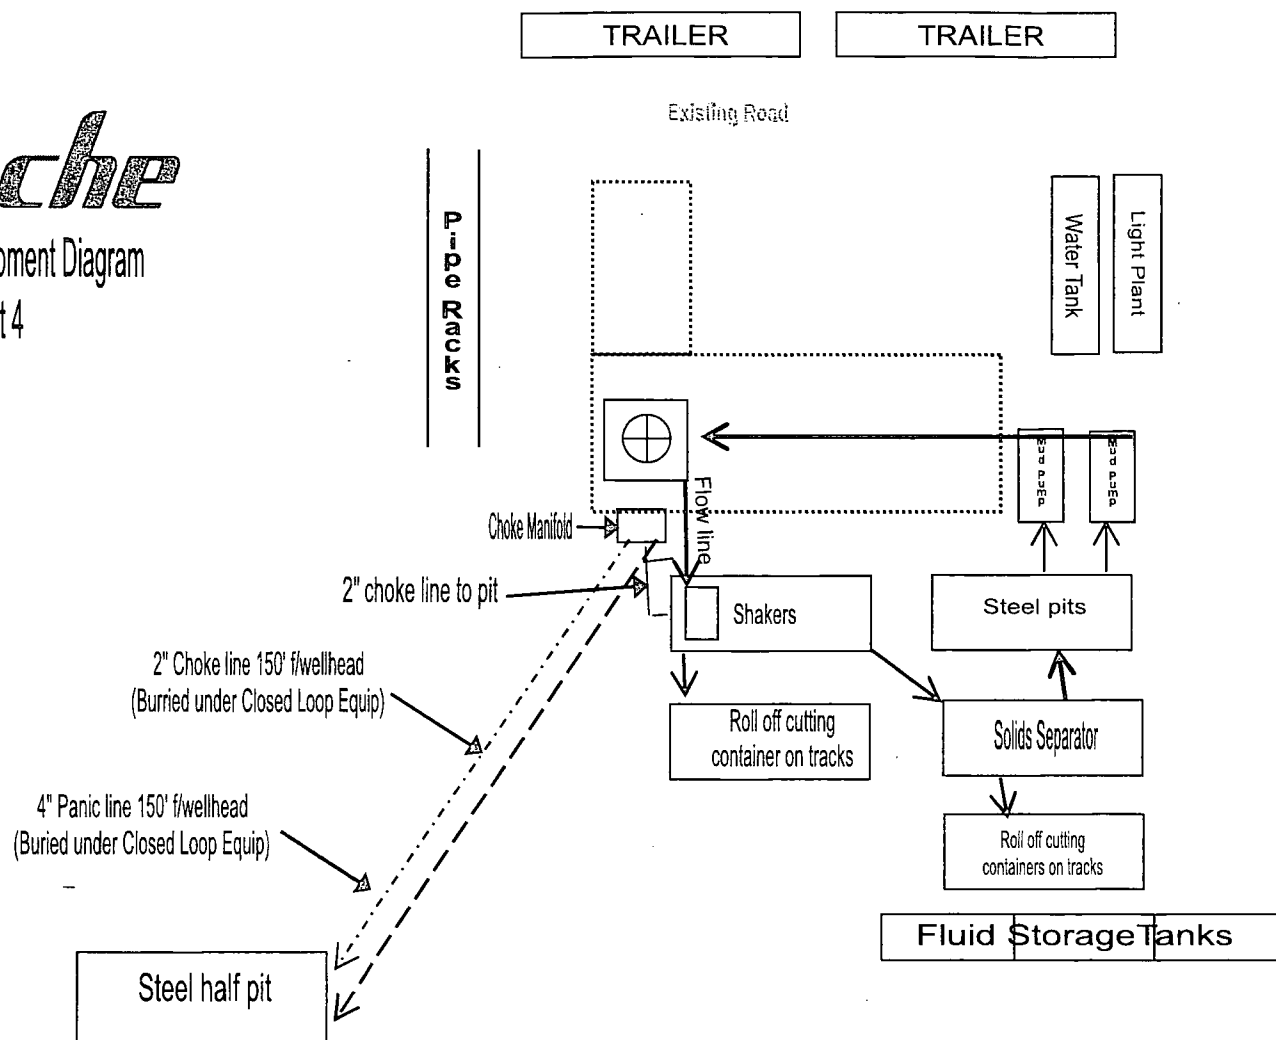 TRAILER
TRAILER
Existing Road
che
pment Diagram
t 4
Pipe Racks
Water Tank
Light Plant
Mud Pump
Mud Pump
Flow line
Choke Manifold
2" choke line to pit
Shakers
Steel pits
2" Choke line 150' f/wellhead
(Burried under Closed Loop Equip)
Roll off cutting
container on tracks
Solids Separator
4" Panic line 150' f/wellhead
(Buried under Closed Loop Equip)
Roll off cutting
containers on tracks
Fluid StorageTanks
Steel half pit